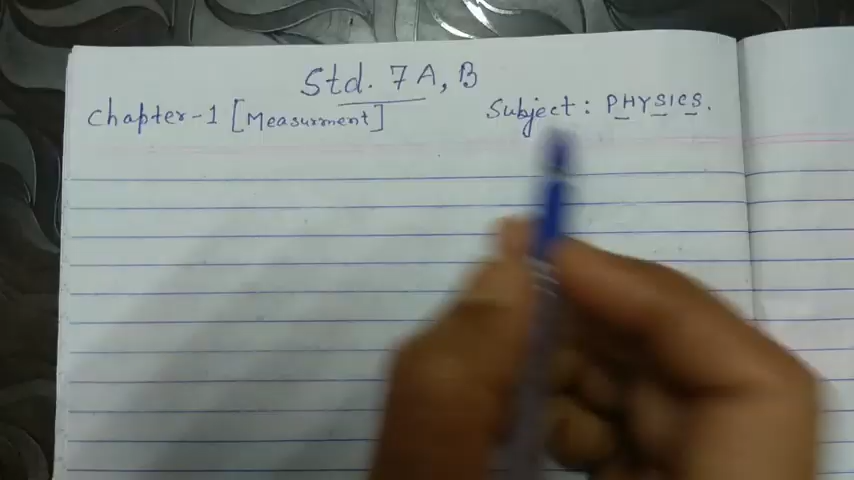 Std. 7A, B
Chapter-1 [Measurment] Subject: PHYSICS.